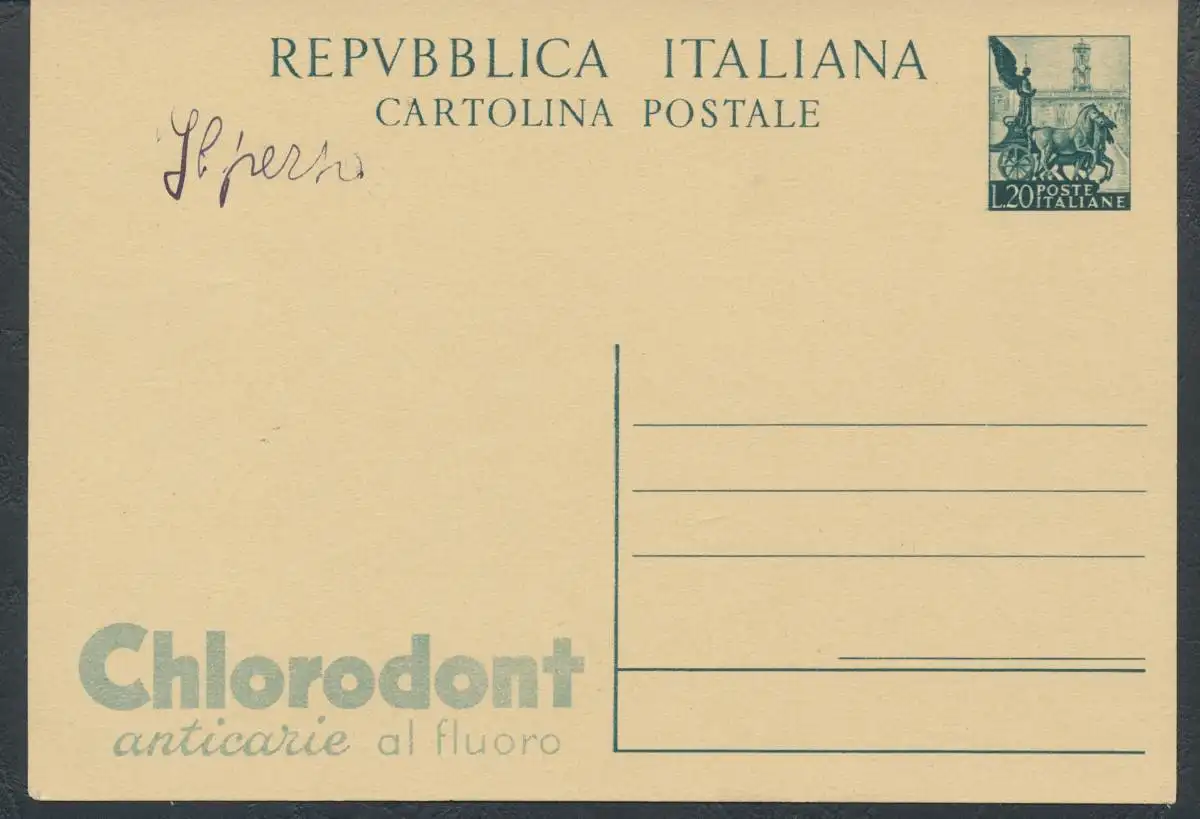 REPVBBLICA ITALIANA
CARTOLINA POSTALE
L.20 POSTE ITALIANE
Chlorodont
anticarie al fluoro